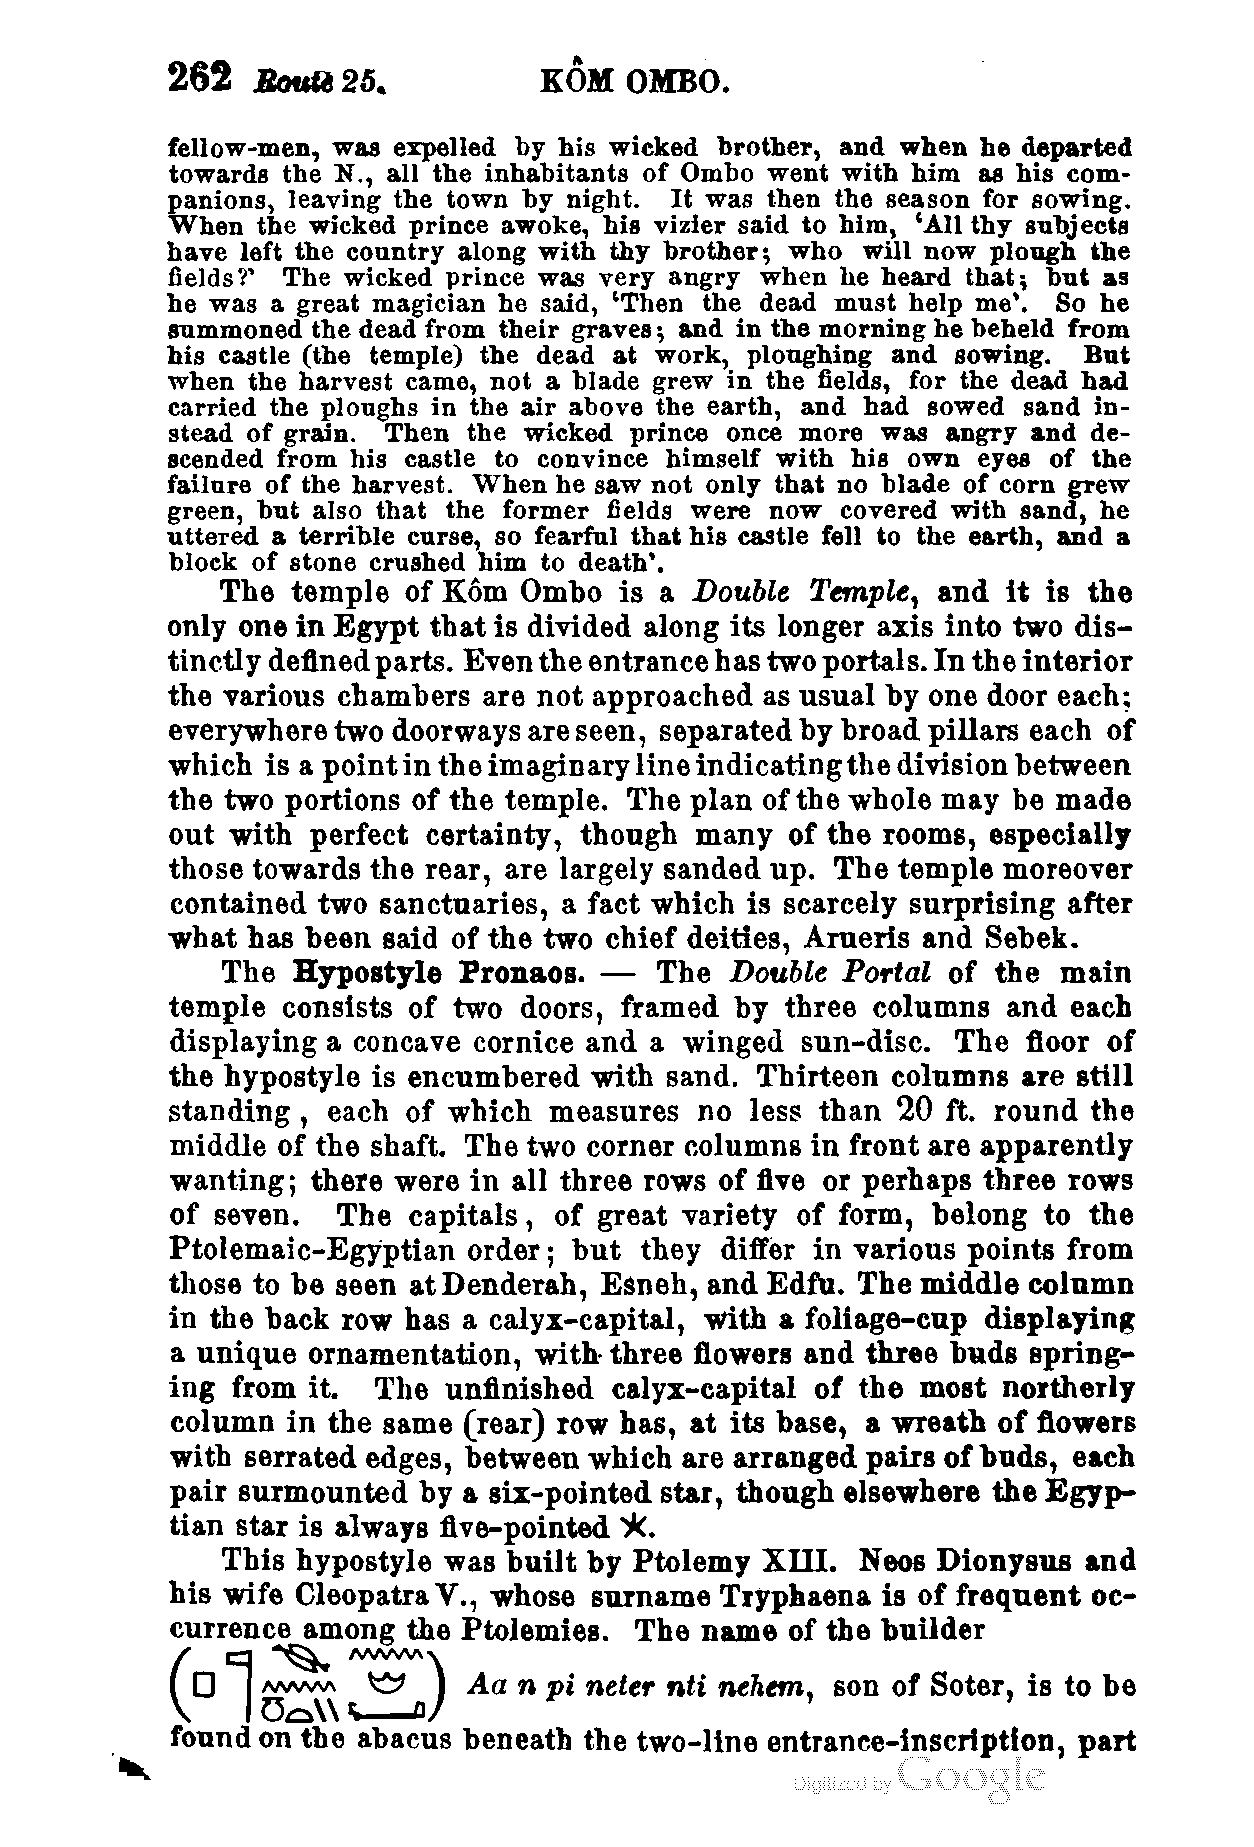 262 Route 25. KÔM OMBO.
fellow-men, was expelled by his wicked brother, and when he departed
towards the N., all the inhabitants of Ombo went with him as his com-
panions, leaving the town by night. It was then the season for sowing.
When the wicked prince awoke, his vizier said to him, ‘All thy subjects
have left the country along with thy brother; who will now plough the
fields?’ The wicked prince was very angry when he heard that; but as
he was a great magician he said, ‘Then the dead must help me’. So he
summoned the dead from their graves; and in the morning he beheld from
his castle (the temple) the dead at work, ploughing and sowing. But
when the harvest came, not a blade grew in the fields, for the dead had
carried the ploughs in the air above the earth, and had sowed sand in-
stead of grain. Then the wicked prince once more was angry and de-
scended from his castle to convince himself with his own eyes of the
failure of the harvest. When he saw not only that no blade of corn grew
green, but also that the former fields were now covered with sand, he
uttered a terrible curse, so fearful that his castle fell to the earth, and a
block of stone crushed him to death’.
The temple of Kôm Ombo is a Double Temple, and it is the
only one in Egypt that is divided along its longer axis into two dis-
tinctly defined parts. Even the entrance has two portals. In the interior
the various chambers are not approached as usual by one door each;
everywhere two doorways are seen, separated by broad pillars each of
which is a point in the imaginary line indicating the division between
the two portions of the temple. The plan of the whole may be made
out with perfect certainty, though many of the rooms, especially
those towards the rear, are largely sanded up. The temple moreover
contained two sanctuaries, a fact which is scarcely surprising after
what has been said of the two chief deities, Arueris and Sebek.
The Hypostyle Pronaos. — The Double Portal of the main
temple consists of two doors, framed by three columns and each
displaying a concave cornice and a winged sun-disc. The floor of
the hypostyle is encumbered with sand. Thirteen columns are still
standing, each of which measures no less than 20 ft. round the
middle of the shaft. The two corner columns in front are apparently
wanting; there were in all three rows of five or perhaps three rows
of seven. The capitals, of great variety of form, belong to the
Ptolemaic-Egyptian order; but they differ in various points from
those to be seen at Denderah, Esneh, and Edfu. The middle column
in the back row has a calyx-capital, with a foliage-cup displaying
a unique ornamentation, with three flowers and three buds spring-
ing from it. The unfinished calyx-capital of the most northerly
column in the same (rear) row has, at its base, a wreath of flowers
with serrated edges, between which are arranged pairs of buds, each
pair surmounted by a six-pointed star, though elsewhere the Egyp-
tian star is always five-pointed 𓇼.
This hypostyle was built by Ptolemy XIII. Neos Dionysus and
his wife Cleopatra V., whose surname Tryphaena is of frequent oc-
currence among the Ptolemies. The name of the builder
Aa n pi neter nti nehem, son of Soter, is to be
found on the abacus beneath the two-line entrance-inscription, part
Digitized by Google